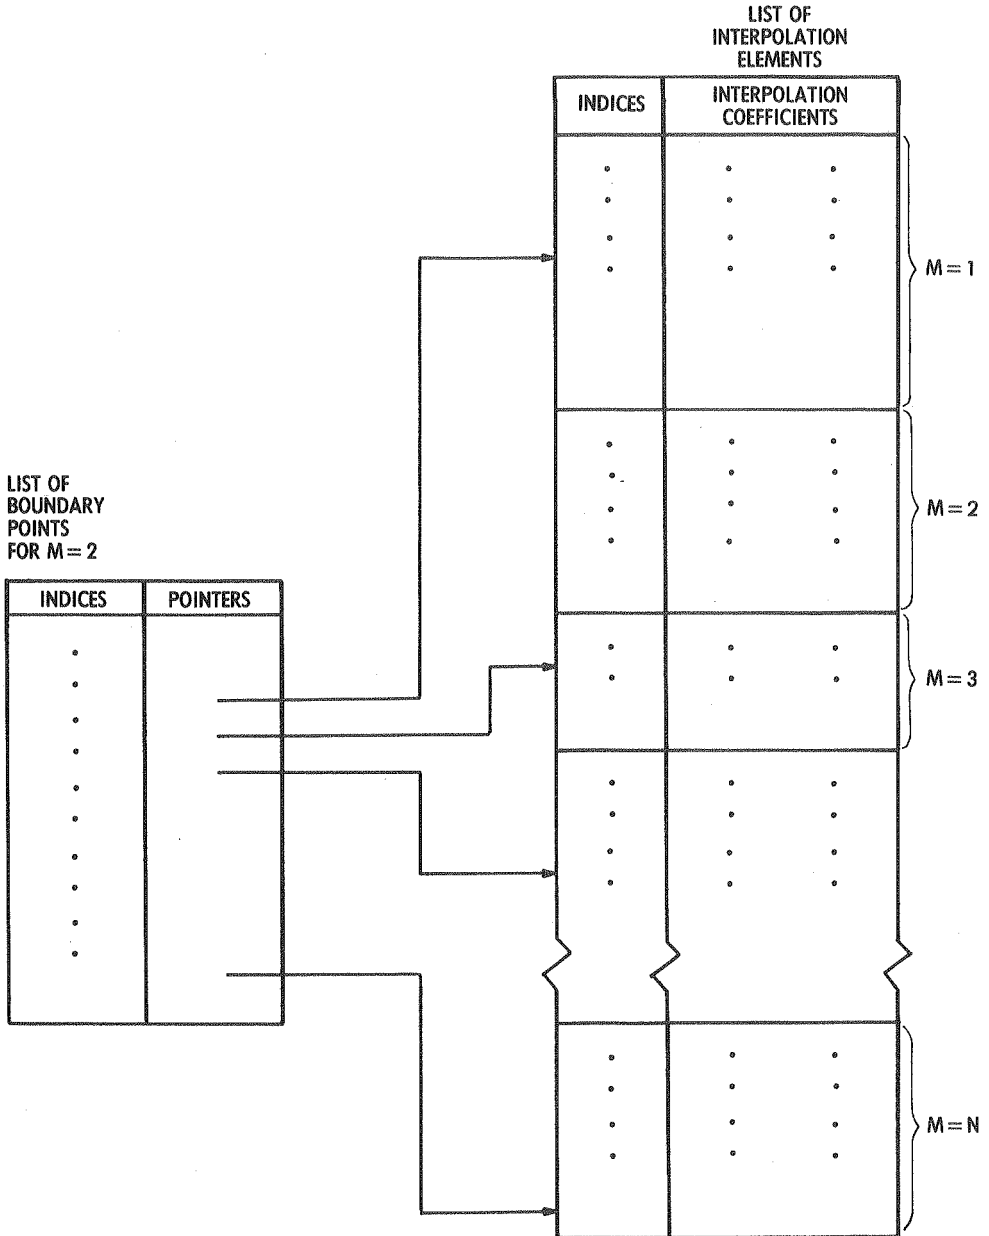 LIST OF
INTERPOLATION
ELEMENTS
INDICES
INTERPOLATION
COEFFICIENTS
M=1
M=2
M=3
M=N
LIST OF
BOUNDARY
POINTS
FOR M=2
INDICES
POINTERS